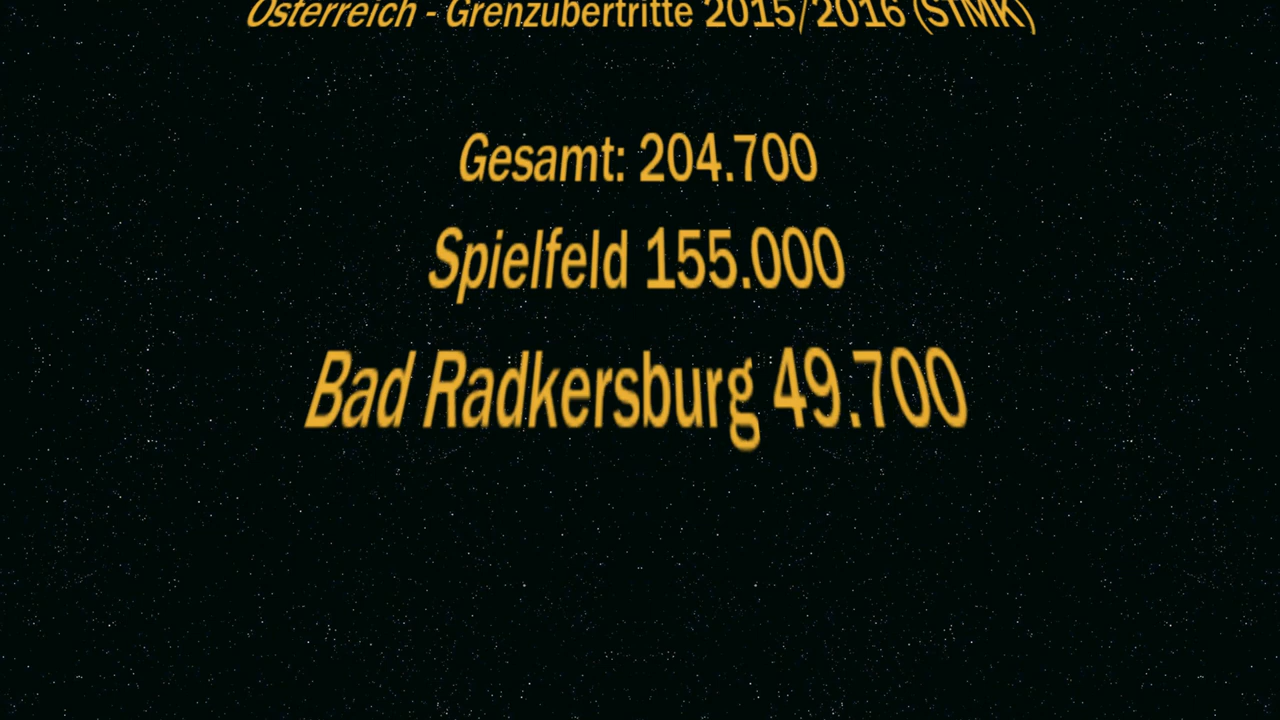 Österreich - Grenzübertritte 2015/2016 (STMK)
Gesamt: 204.700
Spielfeld 155.000
Bad Radkersburg 49.700